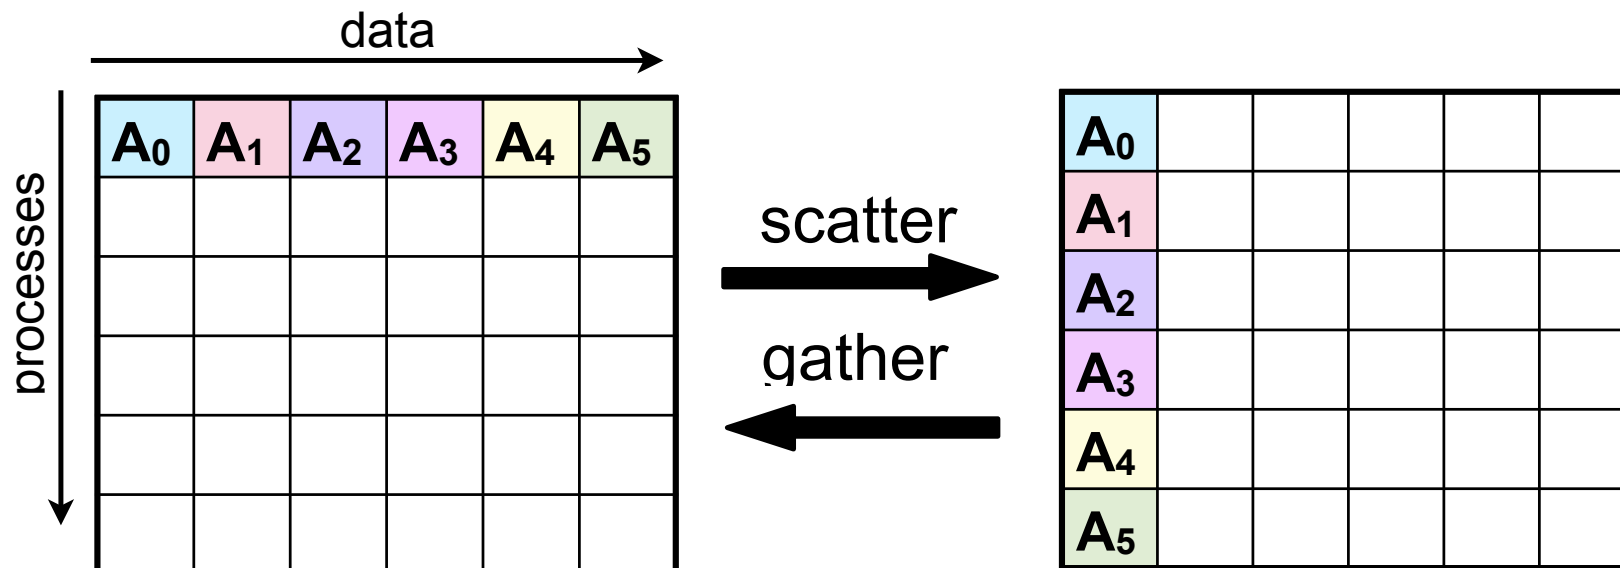 data
processes
A0 A1 A2 A3 A4 A5
scatter
gather
A0
A1
A2
A3
A4
A5